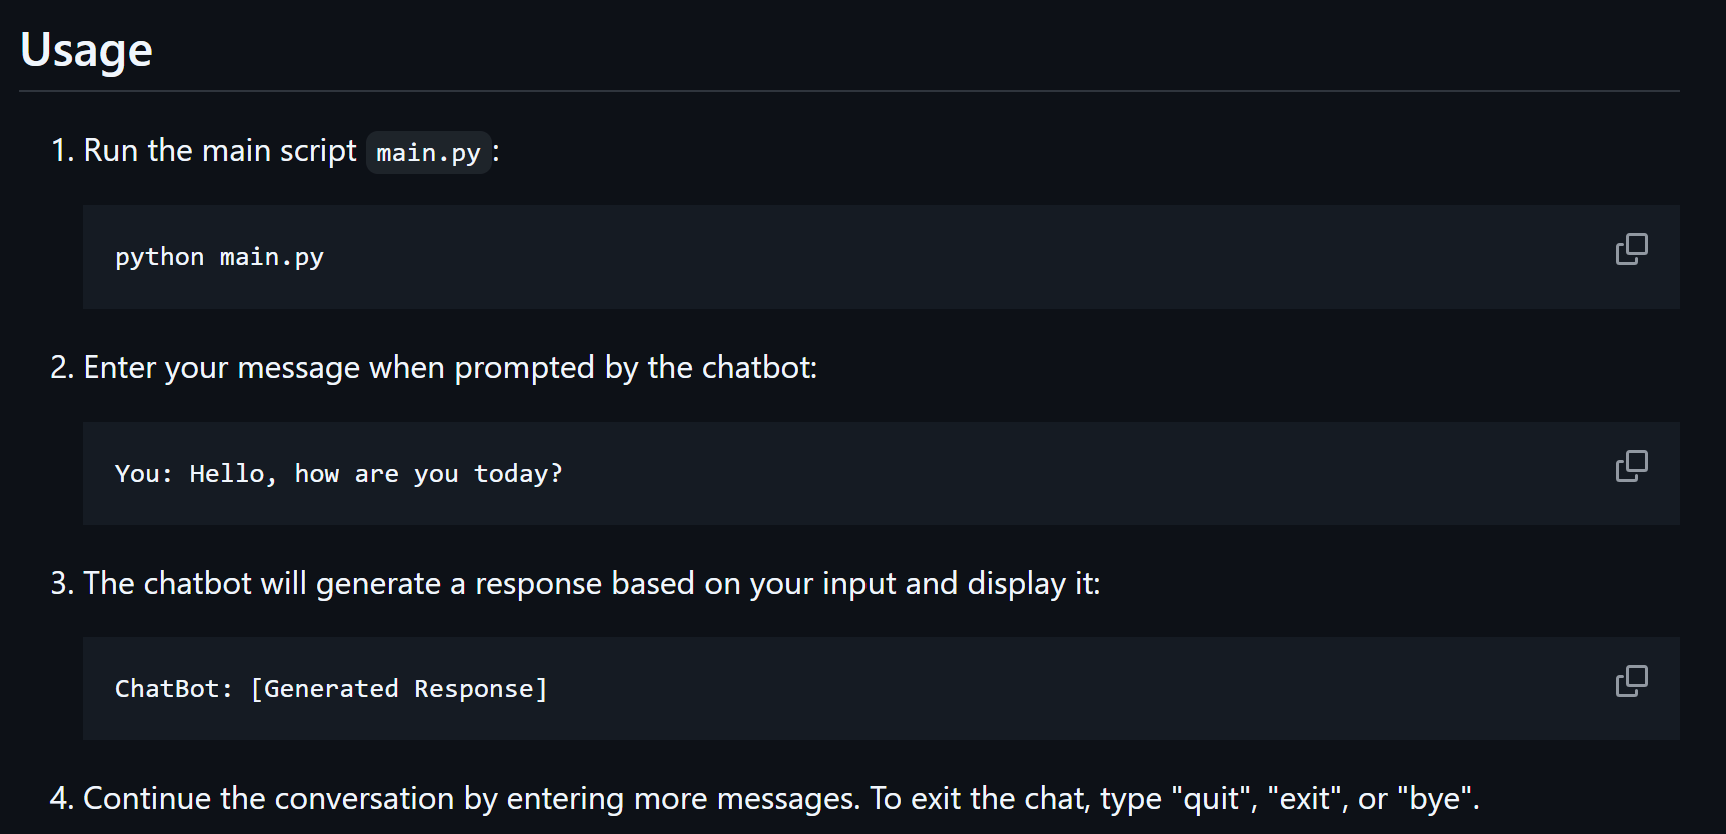 Usage
1. Run the main script main.py:
python main.py
2. Enter your message when prompted by the chatbot:
You: Hello, how are you today?
3. The chatbot will generate a response based on your input and display it:
ChatBot: [Generated Response]
4. Continue the conversation by entering more messages. To exit the chat, type "quit", "exit", or "bye".